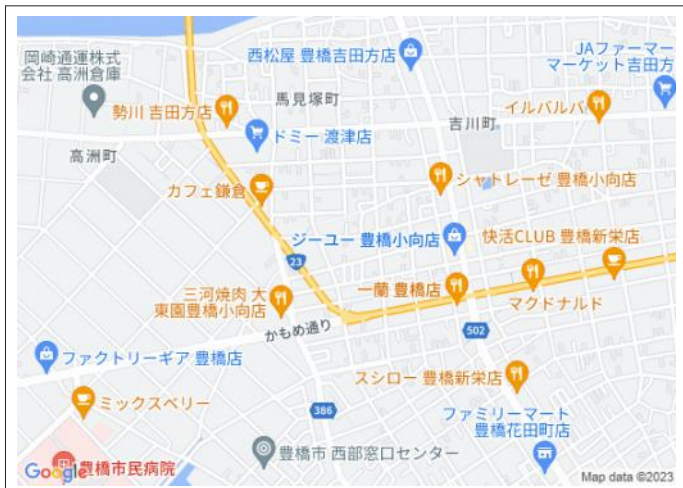 岡崎通運株式
会社 高洲倉庫
西松屋 豊橋吉田方店
JAファーマー
マーケット吉田方
馬見塚町
勢川 吉田方店
イルバルバ
吉川町
ドミー 渡津店
高洲町
シャトレーゼ 豊橋小向店
カフェ鎌倉
ジーユー 豊橋小向店
快活CLUB 豊橋新栄店
23
一蘭 豊橋店
三河焼肉 大
東園豊橋小向店
マクドナルド
かもめ通り
502
ファクトリーギア 豊橋店
スシロー 豊橋新栄店
ミックスベリー
386
ファミリーマート
豊橋花田町店
豊橋市 西部窓口センター
Google
豊橋市民病院
Map data ©2023